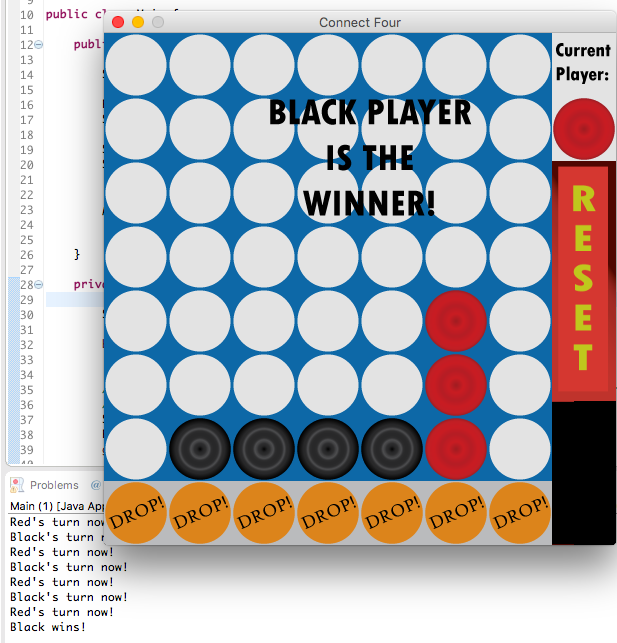 Connect Four
9
10 public cl
11
12 publ
13
14
15
16
17
18
19
20
21
22
23
24
25
26 }
27
28 priva
29
30
31
32
33
34
35
36
37
38
39
40
Current
Player:
BLACK PLAYER
IS THE
WINNER!
RESET
DROP! DROP! DROP! DROP! DROP! DROP! DROP!
Problems @
Main (1) [Java App
Red's turn now
Black's turn n
Red's turn now!
Black's turn now!
Red's turn now!
Black's turn now!
Red's turn now!
Black wins!